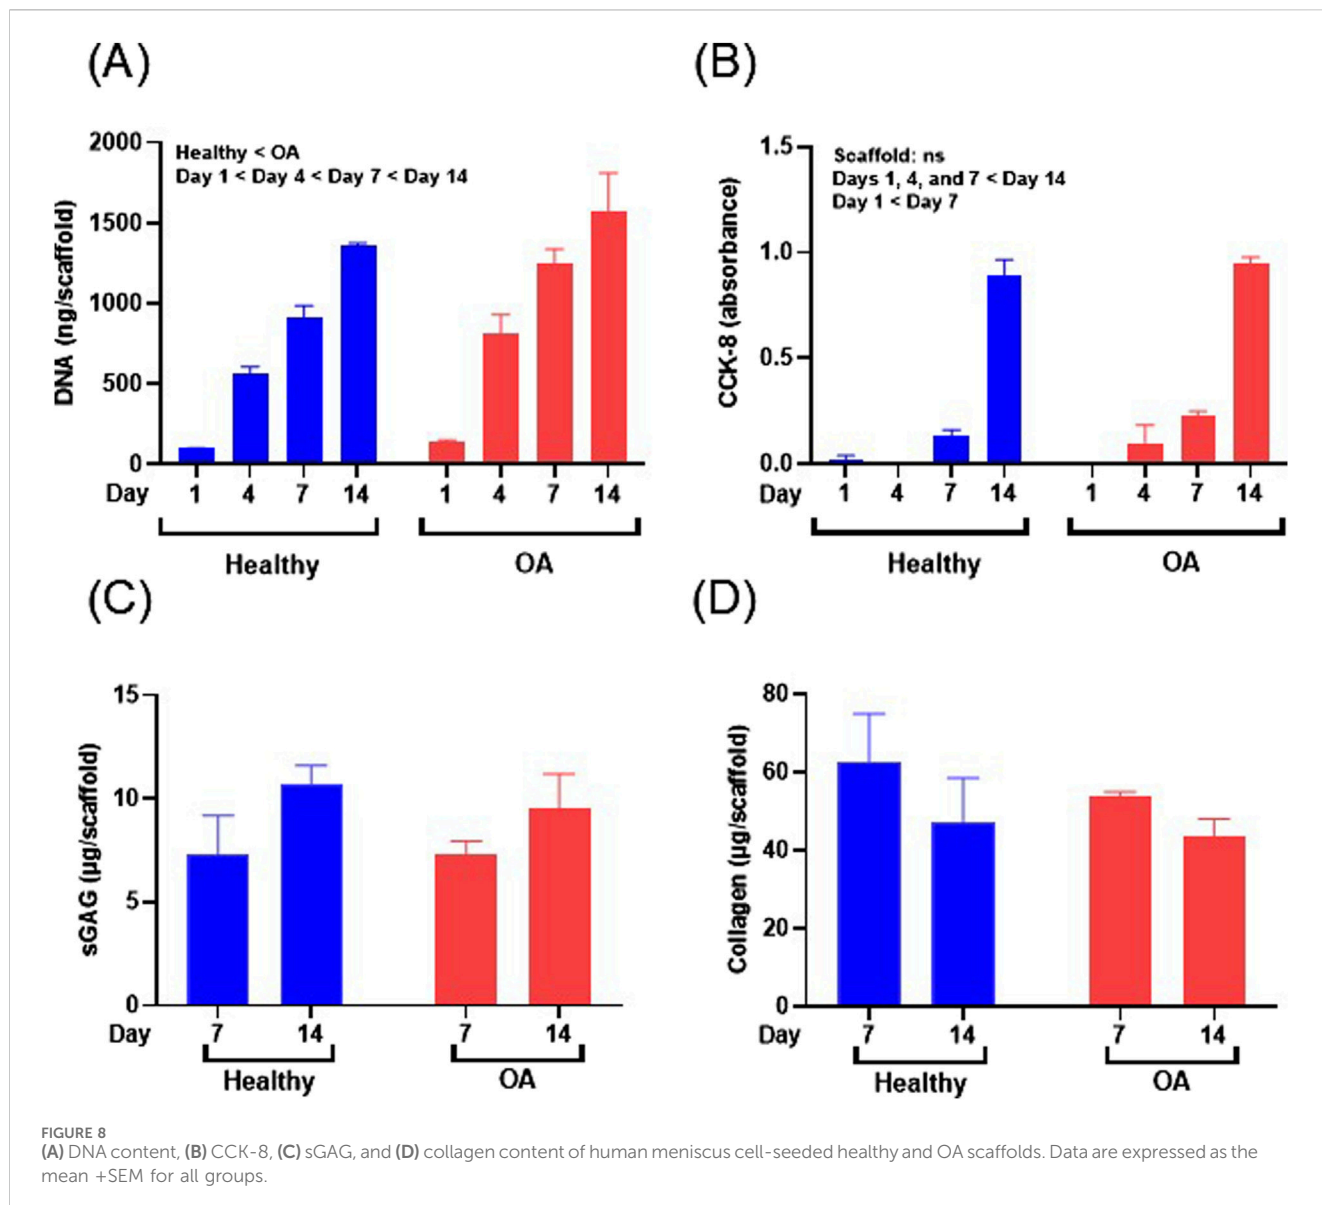 (A)
DNA (ng/scaffold)
2000
1500
1000
500
0
Healthy < OA
Day 1 < Day 4 < Day 7 < Day 14
Day 1 4 7 14 1 4 7 14
Healthy OA
(B)
CCK-8 (absorbance)
1.5
1.0
0.5
0.0
Scaffold: ns
Days 1, 4, and 7 < Day 14
Day 1 < Day 7
Day 1 4 7 14 1 4 7 14
Healthy OA
(C)
sGAG (µg/scaffold)
15
10
5
0
Day 7 14 7 14
Healthy OA
(D)
Collagen (µg/scaffold)
80
60
40
20
0
Day 7 14 7 14
Healthy OA
FIGURE 8
(A) DNA content, (B) CCK-8, (C) sGAG, and (D) collagen content of human meniscus cell-seeded healthy and OA scaffolds. Data are expressed as the
mean +SEM for all groups.